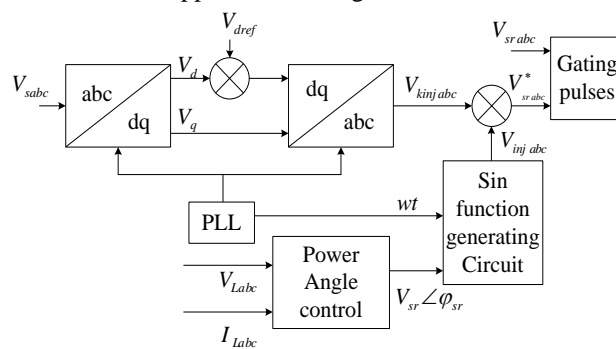 V_dref
V_sr abc
V_sabc
abc
dq
V_d
V_q
dq
abc
V_kinj abc
V*_sr abc
Gating
pulses
V_inj abc
PLL
wt
Sin
function
generating
Circuit
V_Labc
I_Labc
Power
Angle
control
V_sr∠φ_sr